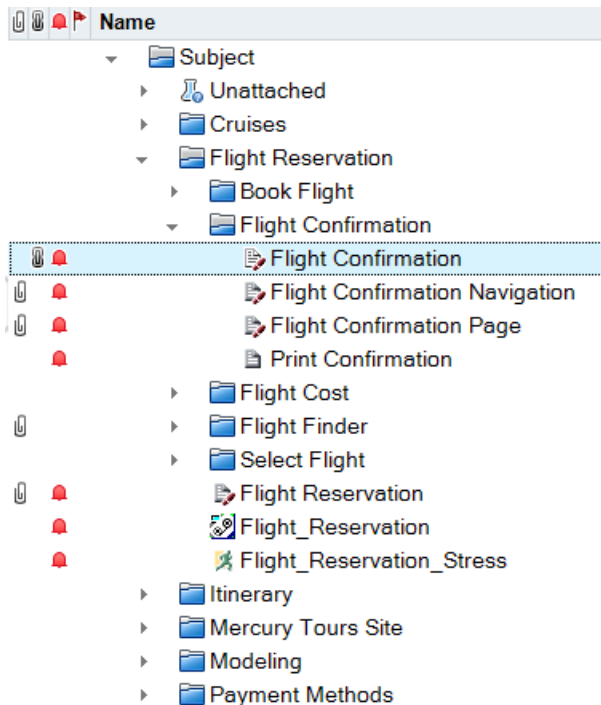 Name
Subject
Unattached
Cruises
Flight Reservation
Book Flight
Flight Confirmation
Flight Confirmation
Flight Confirmation Navigation
Flight Confirmation Page
Print Confirmation
Flight Cost
Flight Finder
Select Flight
Flight Reservation
Flight_Reservation
Flight_Reservation_Stress
Itinerary
Mercury Tours Site
Modeling
Payment Methods